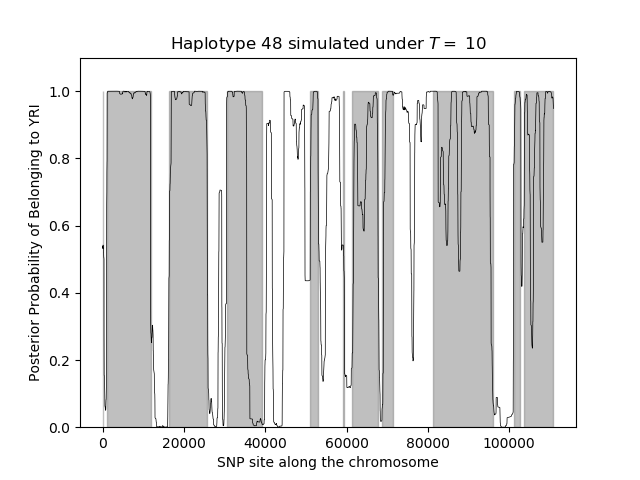 Haplotype 48 simulated under T = 10
Posterior Probability of Belonging to YRI
1.0
0.8
0.6
0.4
0.2
0.0
0 20000 40000 60000 80000 100000
SNP site along the chromosome